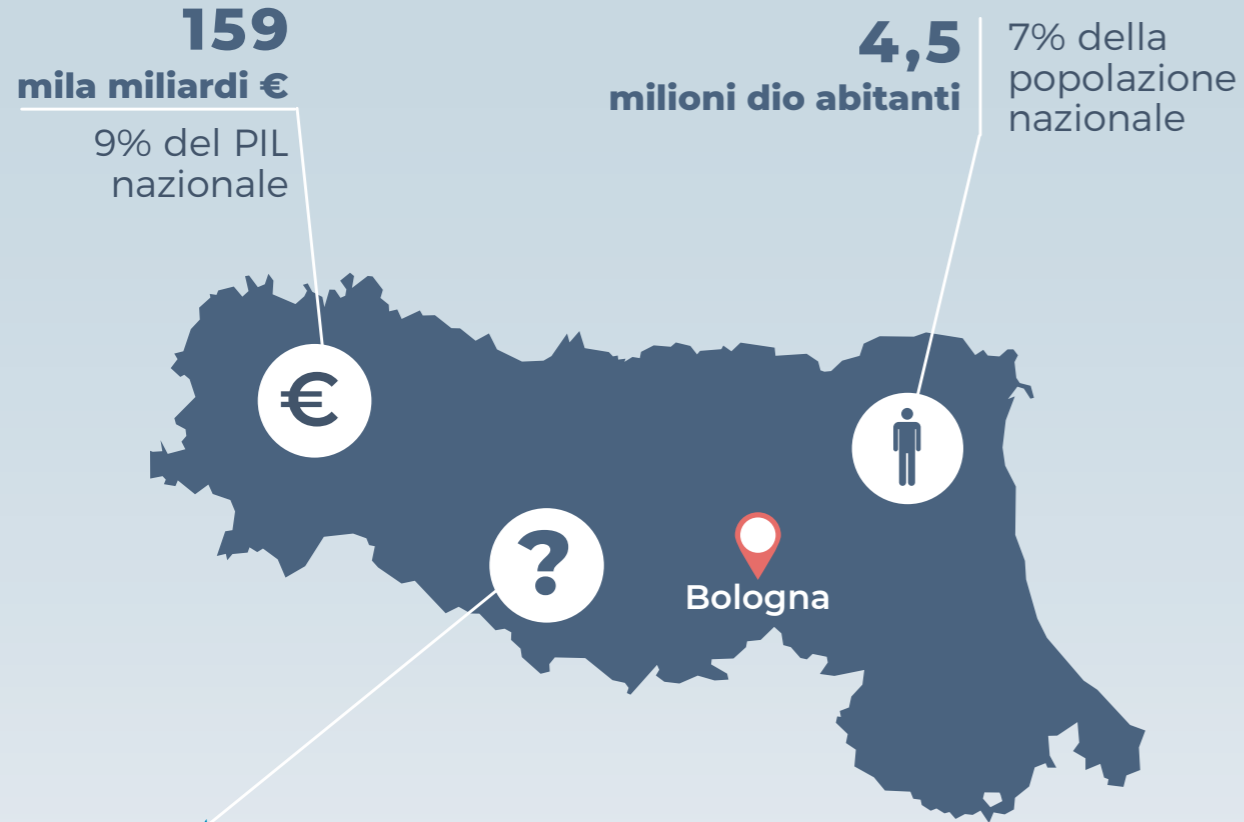 159
mila miliardi €
9% del PIL
nazionale
4,5
milioni dio abitanti
7% della
popolazione
nazionale
€
?
Bologna